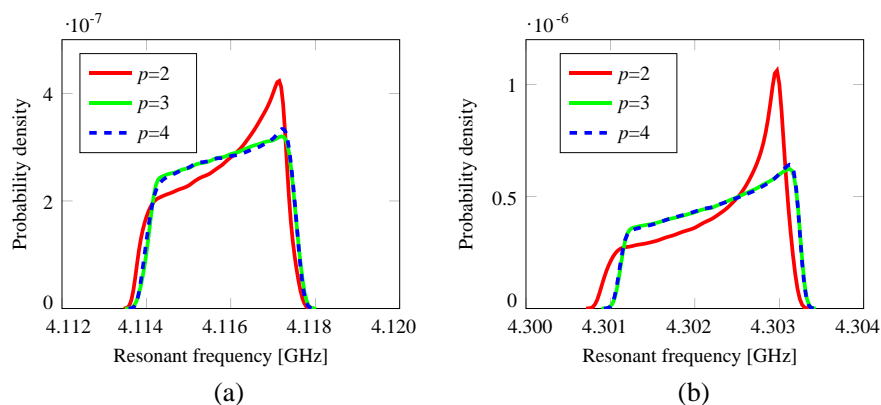 ·10⁻⁷
4
2
0
Probability density
p=2
p=3
p=4
4.112 4.114 4.116 4.118 4.120
Resonant frequency [GHz]
(a)
·10⁻⁶
1
0.5
0
Probability density
p=2
p=3
p=4
4.300 4.301 4.302 4.303 4.304
Resonant frequency [GHz]
(b)